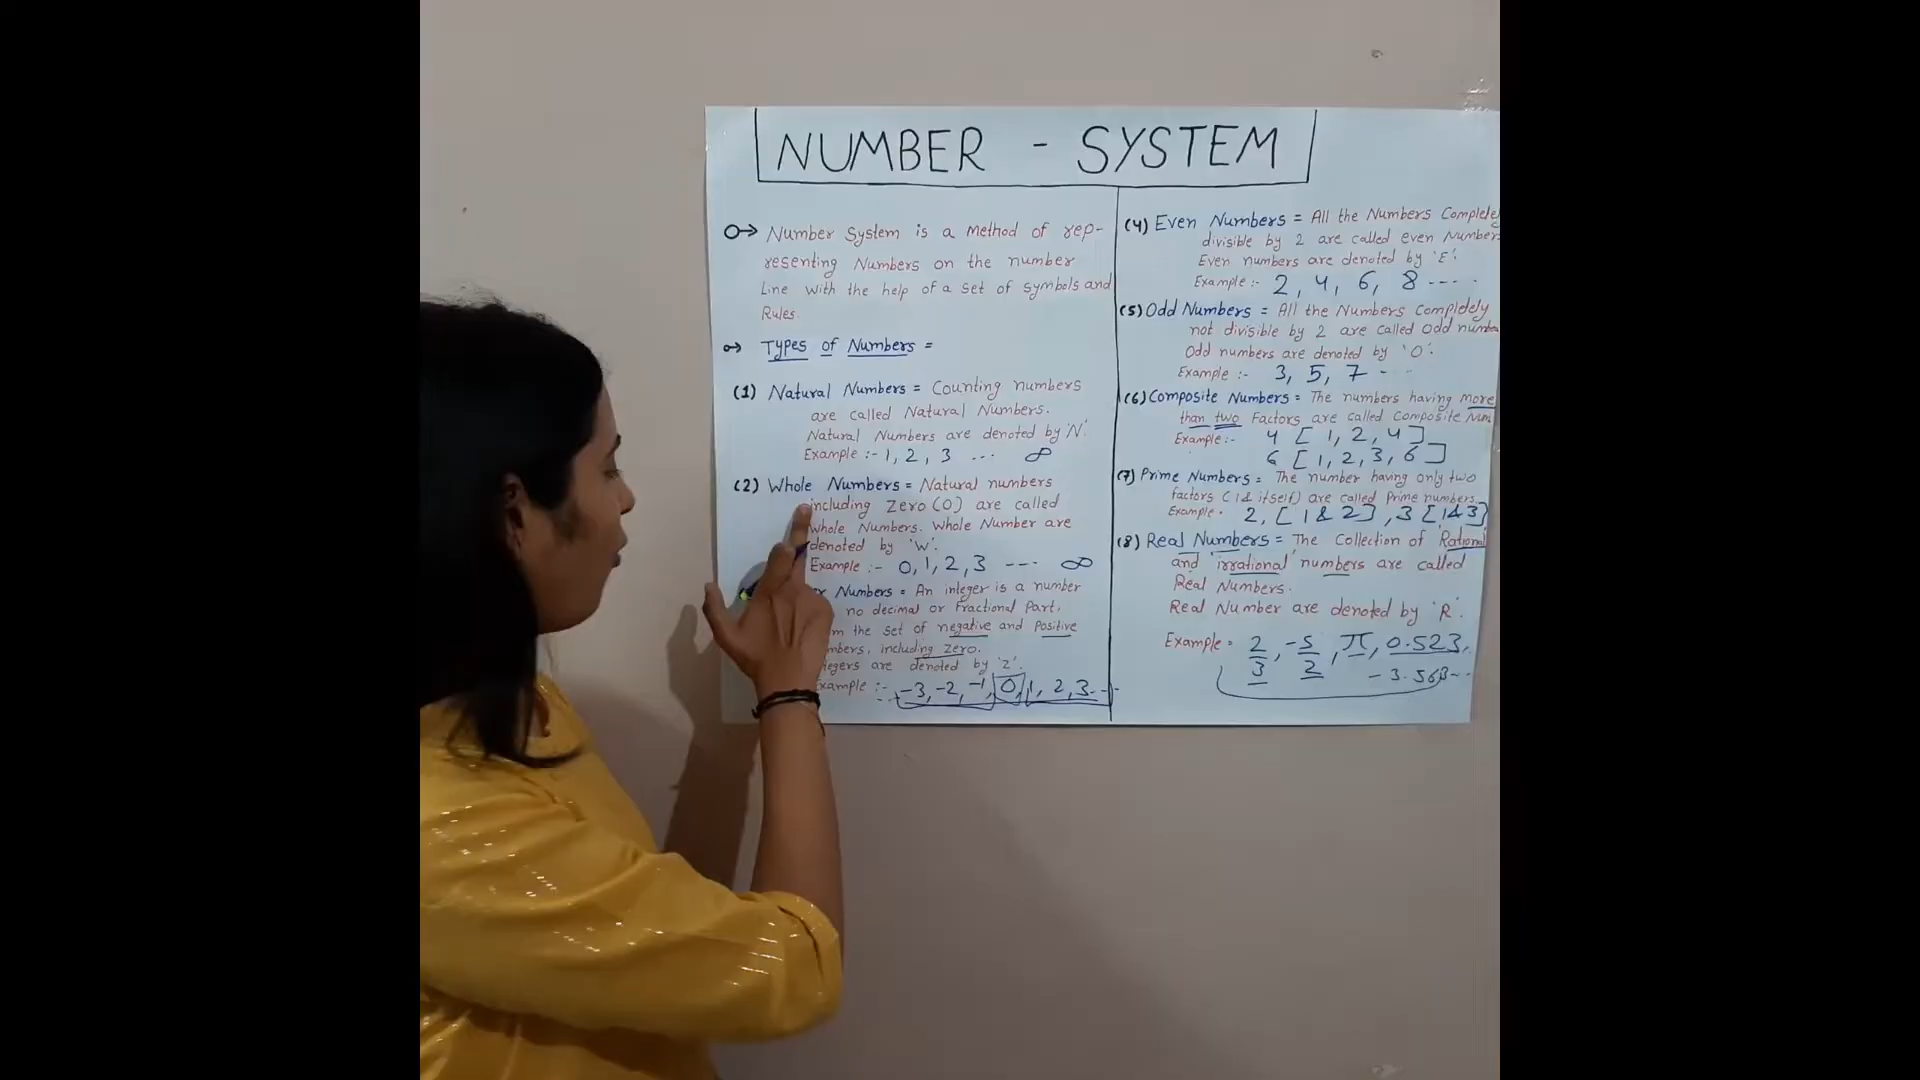 NUMBER - SYSTEM
Number System is a Method of rep-
resenting Numbers on the number
Line with the help of a set of symbols and
Rules.
Types of Numbers =
(1) Natural Numbers = Counting numbers
are called Natural Numbers.
Natural Numbers are denoted by 'N'.
Example :- 1, 2, 3 ... ∞
(2) Whole Numbers = Natural numbers
including Zero (0) are called
Whole Numbers. Whole Number are
denoted by 'W'.
Example :- 0, 1, 2, 3 ---- ∞
Numbers = An integer is a number
no decimal or fractional part,
the set of negative and positive
including zero.
are denoted by 'Z'.
Example :- -3, -2, -1, 0, 1, 2, 3. --
(4) Even Numbers = All the Numbers Completely
divisible by 2 are called even Number
Even numbers are denoted by 'E'.
Example :- 2, 4, 6, 8 ----
(5) Odd Numbers = All the Numbers Completely
not divisible by 2 are called Odd numbe
Odd numbers are denoted by 'O'.
Example :- 3, 5, 7 - --
(6) Composite Numbers = The numbers having more
than two Factors are called Composite Num.
Example :- 4 [ 1, 2, 4 ]
6 [ 1, 2, 3, 6 ]
(7) Prime Numbers = The number having only two
factors (1 & itself) are called Prime numbers.
Example . 2, [ 1 & 2 ] , 3 [ 1 & 3 ]
(8) Real Numbers = The Collection of Rational
and 'irrational' numbers are called
Real Numbers.
Real Number are denoted by 'R'.
Example = 2/3, -5/2, π, 0.523,
- 3.563--